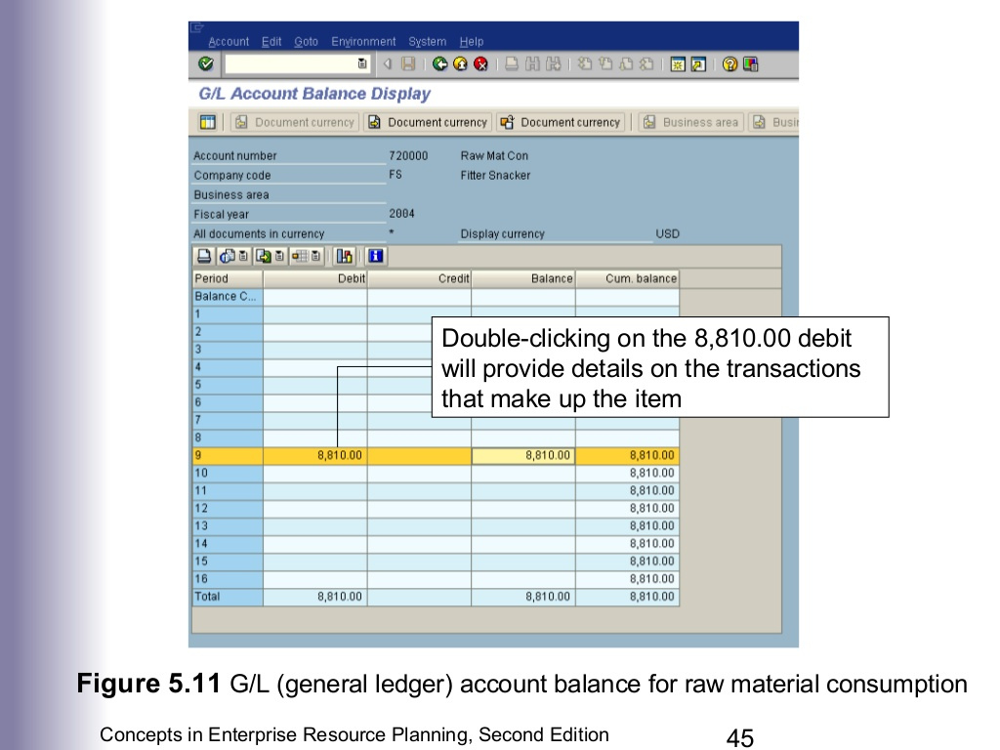 Account Edit Goto Environment System Help
G/L Account Balance Display
Document currency Document currency Document currency Business area Busi
Account number 720000 Raw Mat Con
Company code FS Fitter Snacker
Business area
Fiscal year 2004
All documents in currency * Display currency USD
Period Debit Credit Balance Cum. balance
Balance C...
1
2
3
4
5
6
7
8
Double-clicking on the 8,810.00 debit
will provide details on the transactions
that make up the item
9 8,810.00 8,810.00 8,810.00
10 8,810.00
11 8,810.00
12 8,810.00
13 8,810.00
14 8,810.00
15 8,810.00
16 8,810.00
Total 8,810.00 8,810.00 8,810.00
Figure 5.11 G/L (general ledger) account balance for raw material consumption
Concepts in Enterprise Resource Planning, Second Edition 45